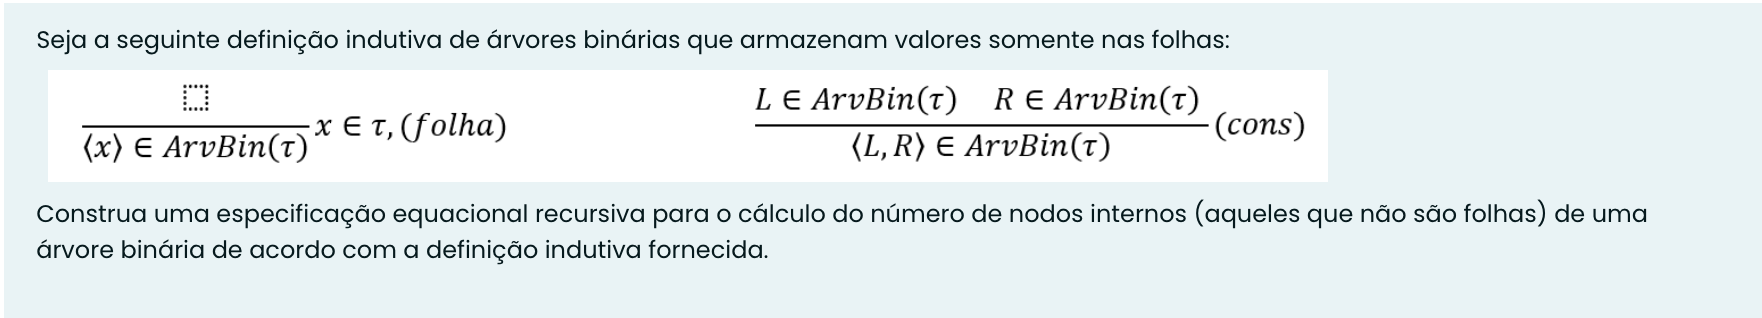 Seja a seguinte definição indutiva de árvores binárias que armazenam valores somente nas folhas:
⬚
⟨x⟩ ∈ ArvBin(τ) x ∈ τ, (folha)
L ∈ ArvBin(τ) R ∈ ArvBin(τ)
⟨L, R⟩ ∈ ArvBin(τ) (cons)
Construa uma especificação equacional recursiva para o cálculo do número de nodos internos (aqueles que não são folhas) de uma
árvore binária de acordo com a definição indutiva fornecida.